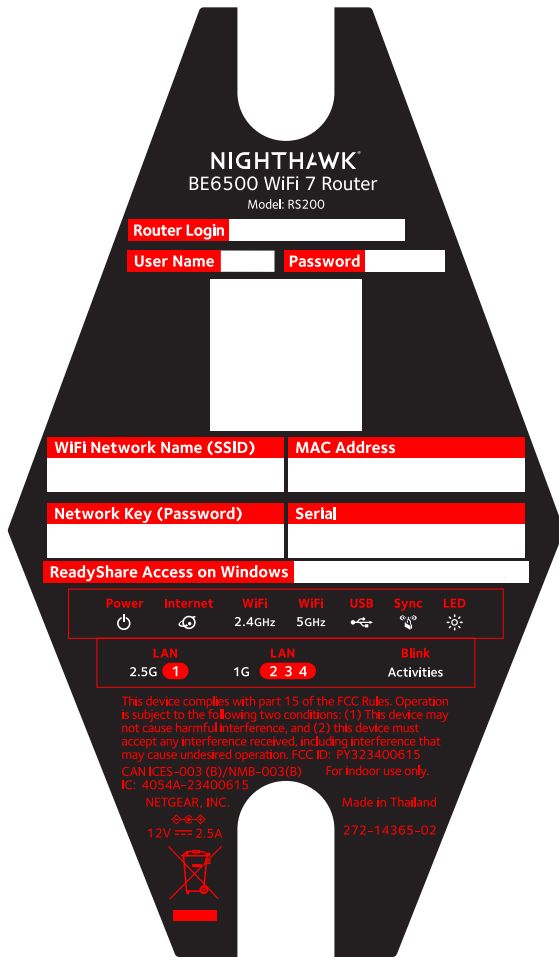 NIGHTHAWK®
BE6500 WiFi 7 Router
Model: RS200
Router Login
User Name Password
WiFi Network Name (SSID) MAC Address
Network Key (Password) Serial
ReadyShare Access on Windows
Power Internet WiFi WiFi USB Sync LED
2.4GHz 5GHz
LAN LAN Blink
2.5G 1 1G 2 3 4 Activities
This device complies with part 15 of the FCC Rules. Operation
is subject to the following two conditions: (1) This device may
not cause harmful interference, and (2) this device must
accept any interference received, including interference that
may cause undesired operation. FCC ID: PY323400615
CAN ICES-003 (B)/NMB-003(B) For indoor use only.
IC: 4054A-23400615
NETGEAR, INC. Made in Thailand
12V 2.5A 272-14365-02